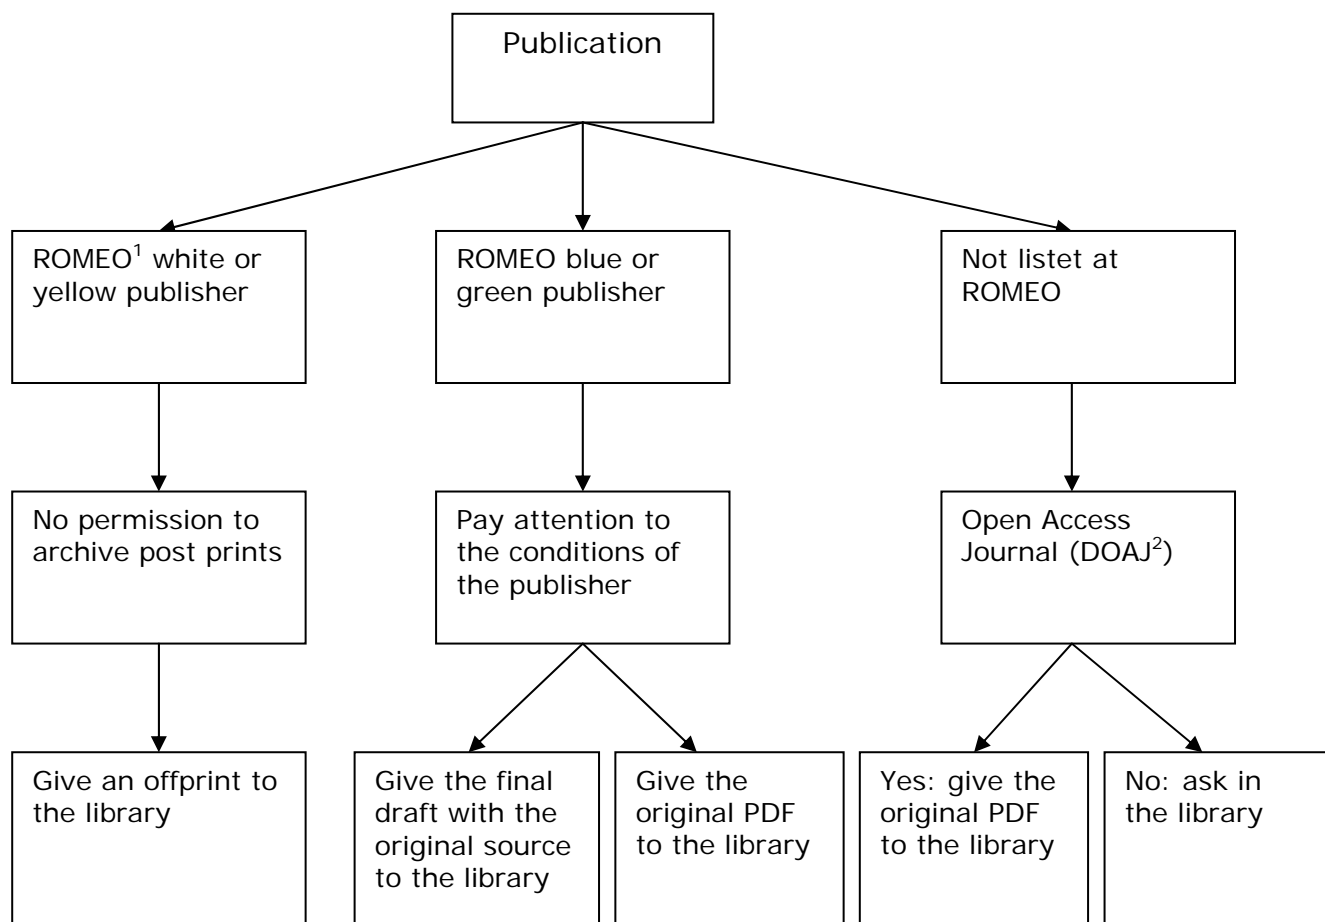 Publication
ROMEO¹ white or
yellow publisher
ROMEO blue or
green publisher
Not listet at
ROMEO
No permission to
archive post prints
Pay attention to
the conditions of
the publisher
Open Access
Journal (DOAJ²)
Give an offprint to
the library
Give the final
draft with the
original source
to the library
Give the
original PDF
to the library
Yes: give the
original PDF
to the library
No: ask in
the library